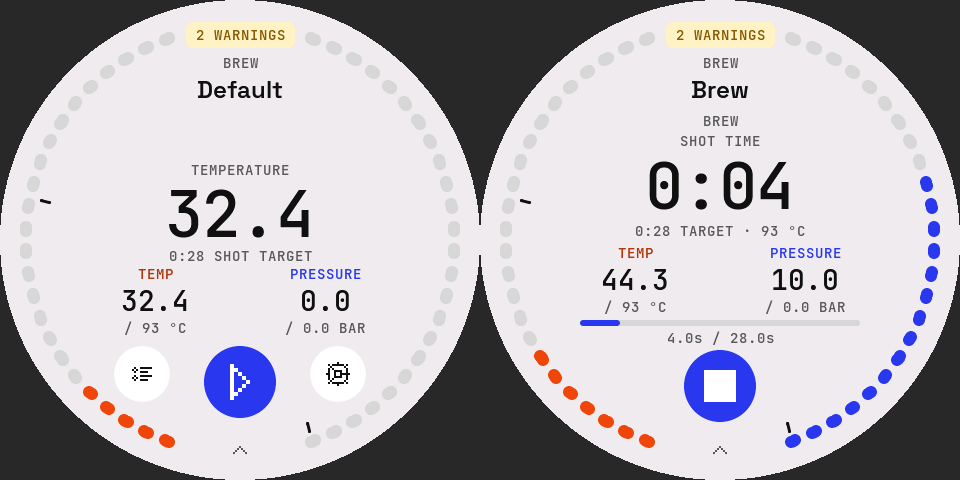 2 WARNINGS
BREW
Default
TEMPERATURE
32.4
0:28 SHOT TARGET
TEMP PRESSURE
32.4 0.0
/ 93 °C / 0.0 BAR
2 WARNINGS
BREW
Brew
BREW
SHOT TIME
0:04
0:28 TARGET · 93 °C
TEMP PRESSURE
44.3 10.0
/ 93 °C / 0.0 BAR
4.0s / 28.0s